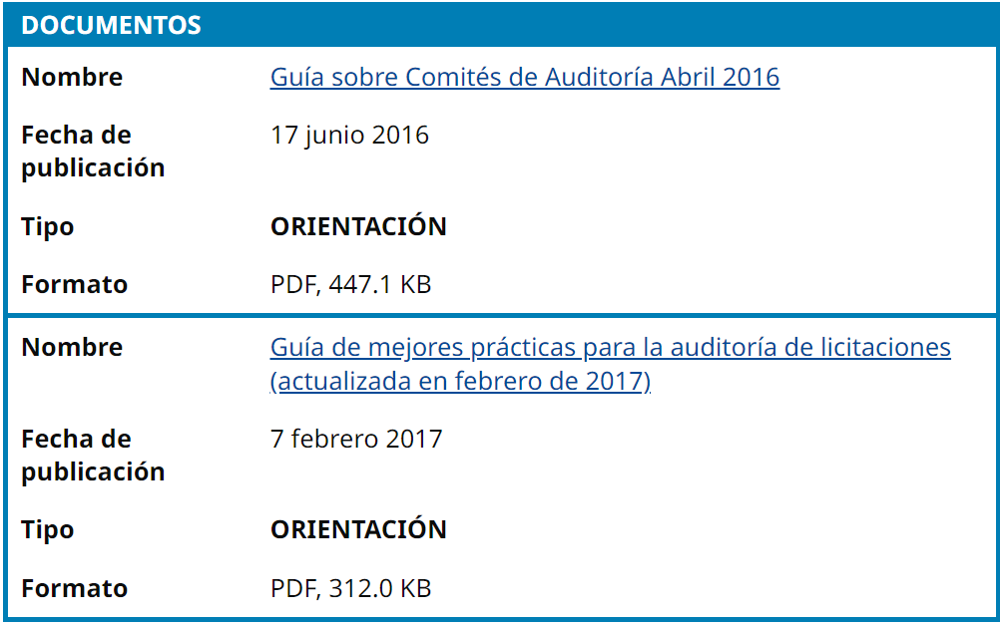 DOCUMENTOS
Nombre Guía sobre Comités de Auditoría Abril 2016
Fecha de publicación 17 junio 2016
Tipo ORIENTACIÓN
Formato PDF, 447.1 KB
Nombre Guía de mejores prácticas para la auditoría de licitaciones
(actualizada en febrero de 2017)
Fecha de publicación 7 febrero 2017
Tipo ORIENTACIÓN
Formato PDF, 312.0 KB